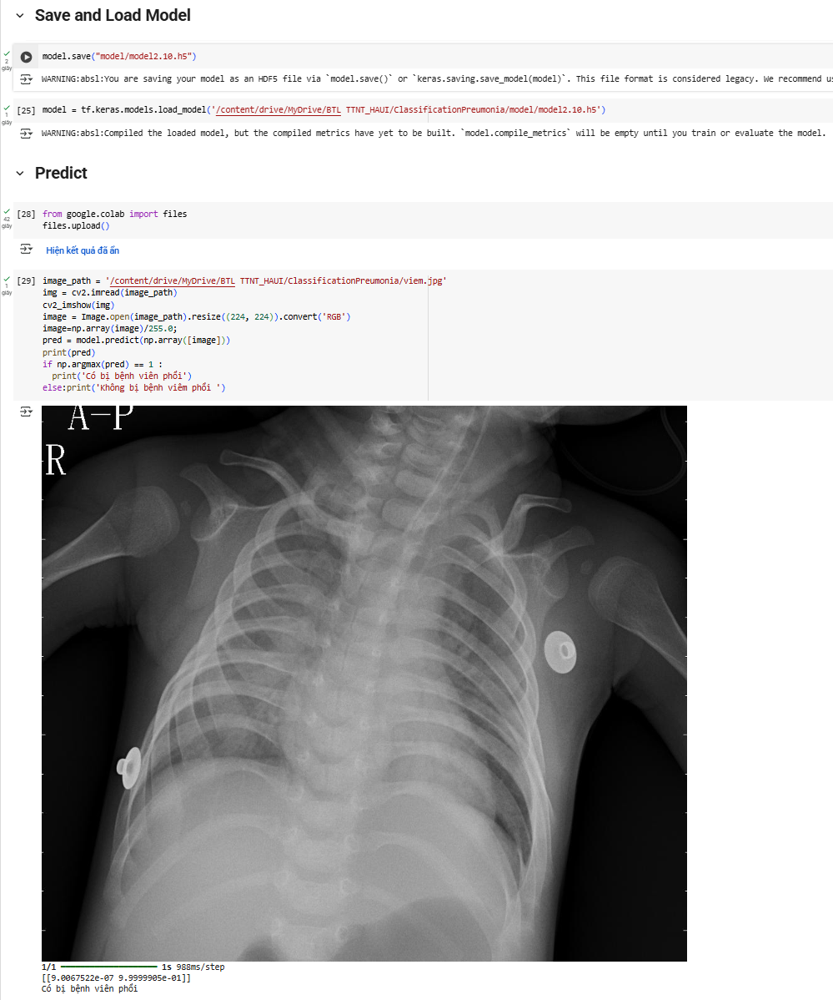 Save and Load Model
2
giây
model.save("model/model2.10.h5")
WARNING:absl:You are saving your model as an HDF5 file via `model.save()` or `keras.saving.save_model(model)`. This file format is considered legacy. We recommend us
1
giây
[25] model = tf.keras.models.load_model('/content/drive/MyDrive/BTL TTNT_HAUI/ClassificationPreumonia/model/model2.10.h5')
WARNING:absl:Compiled the loaded model, but the compiled metrics have yet to be built. `model.compile_metrics` will be empty until you train or evaluate the model.
Predict
42
giây
[28] from google.colab import files
files.upload()
Hiện kết quả đã ẩn
1
giây
[29] image_path = '/content/drive/MyDrive/BTL TTNT_HAUI/ClassificationPreumonia/viem.jpg'
img = cv2.imread(image_path)
cv2_imshow(img)
image = Image.open(image_path).resize((224, 224)).convert('RGB')
image=np.array(image)/255.0;
pred = model.predict(np.array([image]))
print(pred)
if np.argmax(pred) == 1 :
print('Có bị bệnh viên phổi')
else:print('Không bị bệnh viêm phổi ')
A-P
R
1/1 ━━━━━━━━━━━━━━━━━━━━ 1s 988ms/step
[[9.0067522e-07 9.9999905e-01]]
Có bị bệnh viên phổi